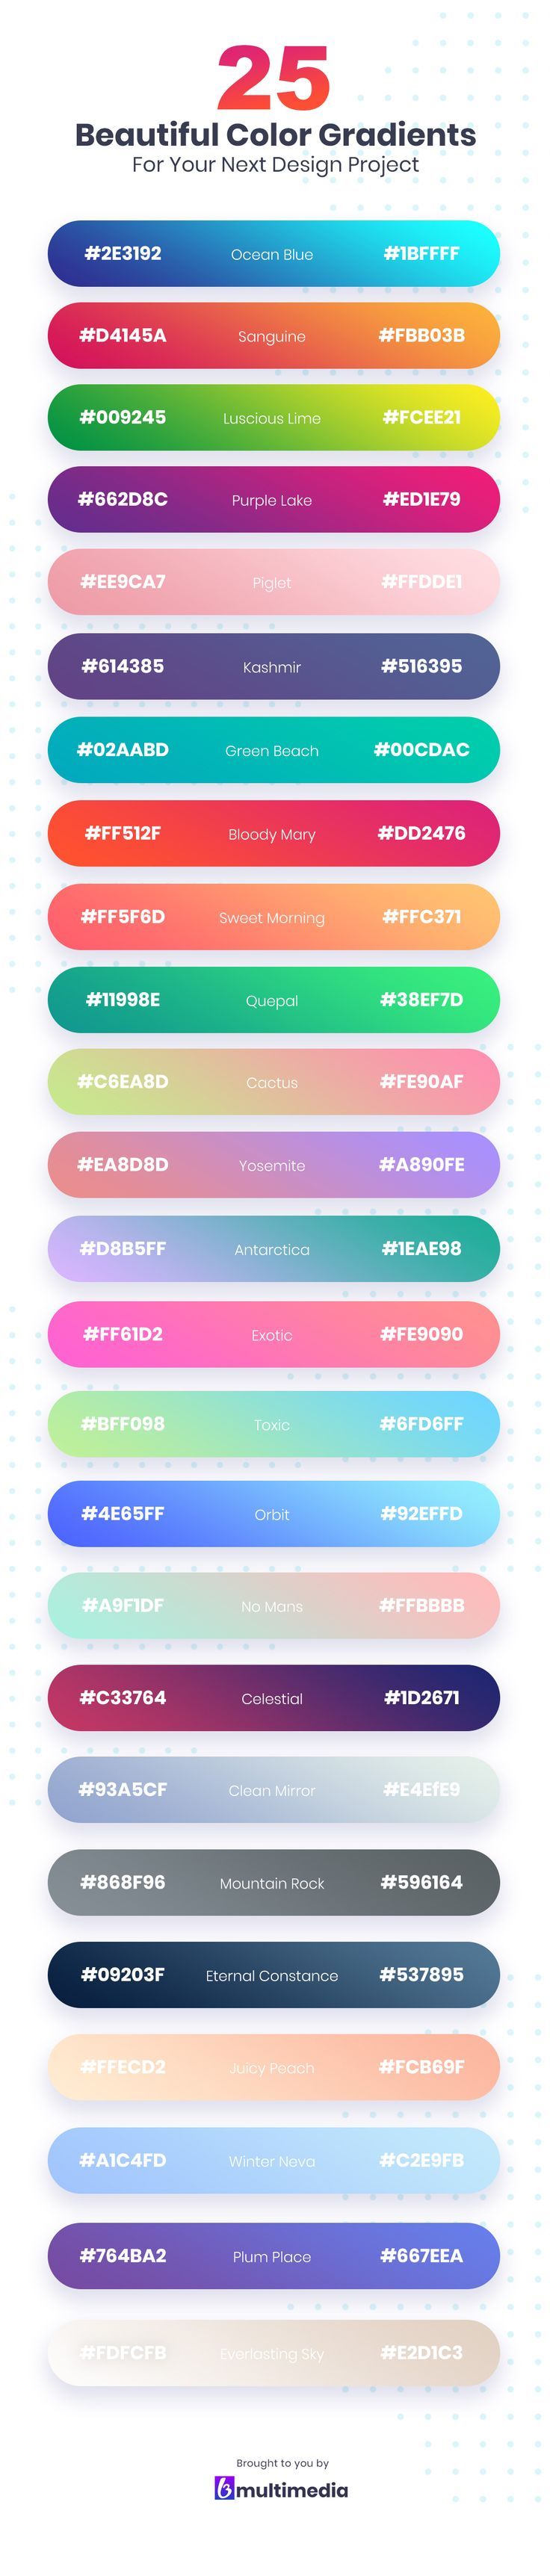 25
Beautiful Color Gradients
For Your Next Design Project
#2E3192 Ocean Blue #1BFFFF
#D4145A Sanguine #FBB03B
#009245 Luscious Lime #FCEE21
#662D8C Purple Lake #ED1E79
#EE9CA7 Piglet #FFDDE1
#614385 Kashmir #516395
#02AABD Green Beach #00CDAC
#FF512F Bloody Mary #DD2476
#FF5F6D Sweet Morning #FFC371
#11998E Quepal #38EF7D
#C6EA8D Cactus #FE90AF
#EA8D8D Yosemite #A890FE
#D8B5FF Antarctica #1EAE98
#FF61D2 Exotic #FE9090
#BFF098 Toxic #6FD6FF
#4E65FF Orbit #92EFFD
#A9F1DF No Mans #FFBBBB
#C33764 Celestial #1D2671
#93A5CF Clean Mirror #E4EfE9
#868F96 Mountain Rock #596164
#09203F Eternal Constance #537895
#FFECD2 Juicy Peach #FCB69F
#A1C4FD Winter Neva #C2E9FB
#764BA2 Plum Place #667EEA
#FDFCFB Everlasting Sky #E2D1C3
Brought to you by
b multimedia